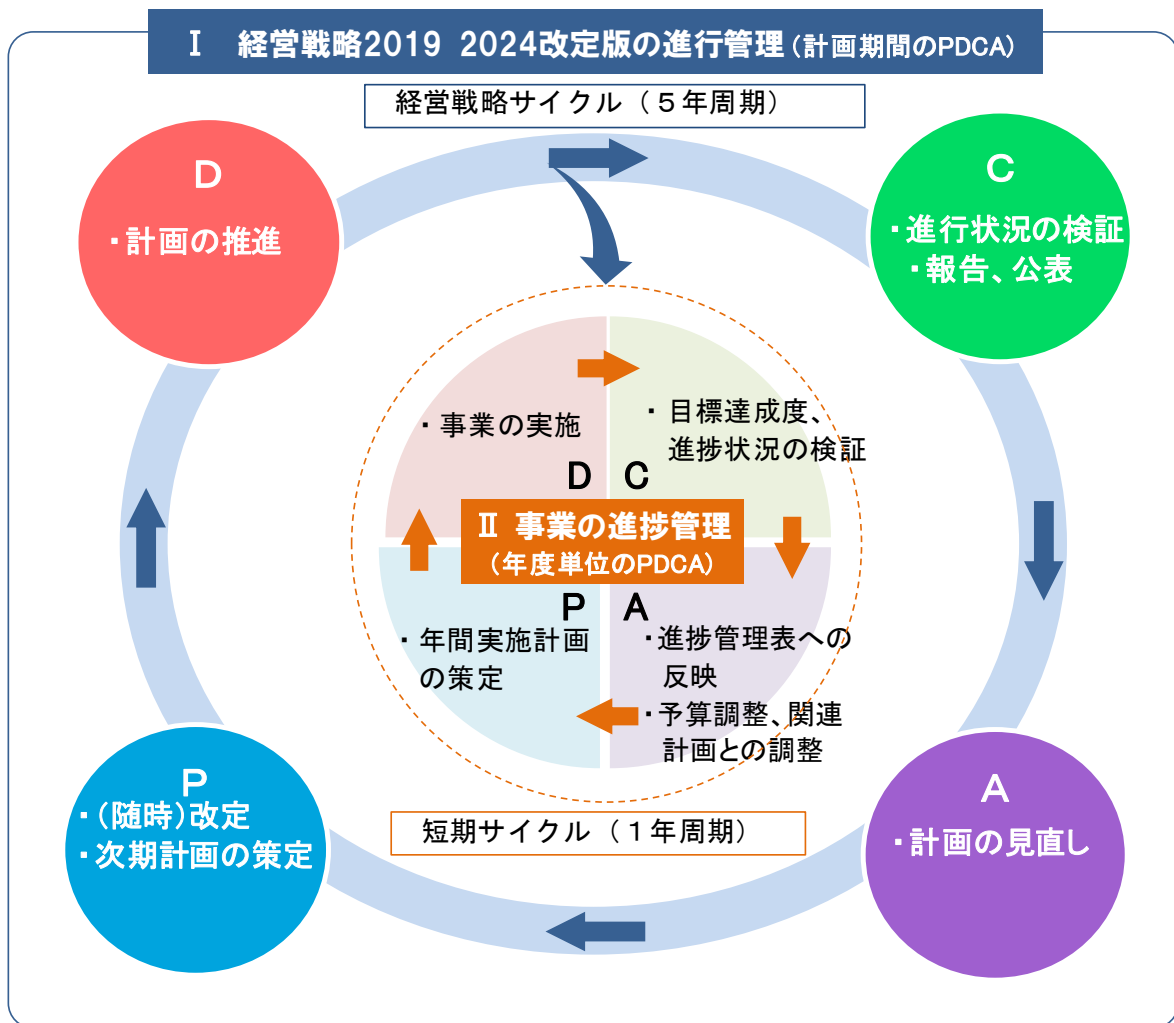 Ⅰ 経営戦略2019 2024改定版の進行管理(計画期間のPDCA)
経営戦略サイクル（５年周期）
D
・計画の推進
C
・進行状況の検証
・報告、公表
・事業の実施
D
・目標達成度、
進捗状況の検証
C
Ⅱ 事業の進捗管理
(年度単位のPDCA)
P
・年間実施計画
の策定
A
・進捗管理表への
反映
・予算調整、関連
計画との調整
P
・(随時)改定
・次期計画の策定
A
・計画の見直し
短期サイクル（１年周期）